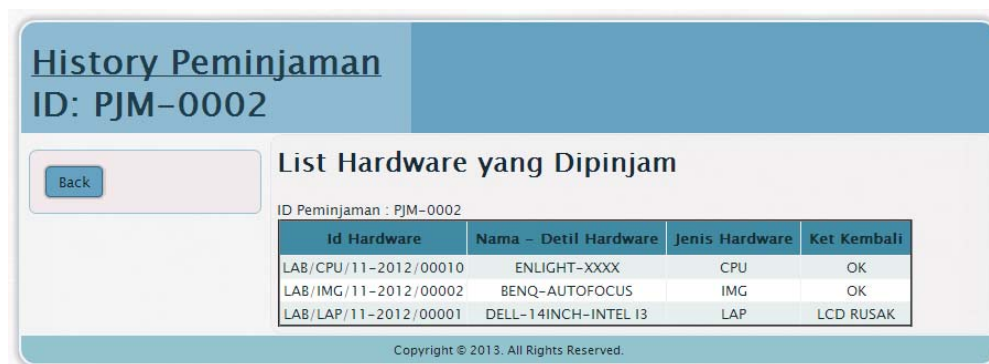 History Peminjaman
ID: PJM-0002
Back
List Hardware yang Dipinjam
ID Peminjaman : PJM-0002
Id Hardware Nama - Detil Hardware Jenis Hardware Ket Kembali
LAB/CPU/11-2012/00010 ENLIGHT-XXXX CPU OK
LAB/IMG/11-2012/00002 BENQ-AUTOFOCUS IMG OK
LAB/LAP/11-2012/00001 DELL-14INCH-INTEL I3 LAP LCD RUSAK
Copyright © 2013. All Rights Reserved.